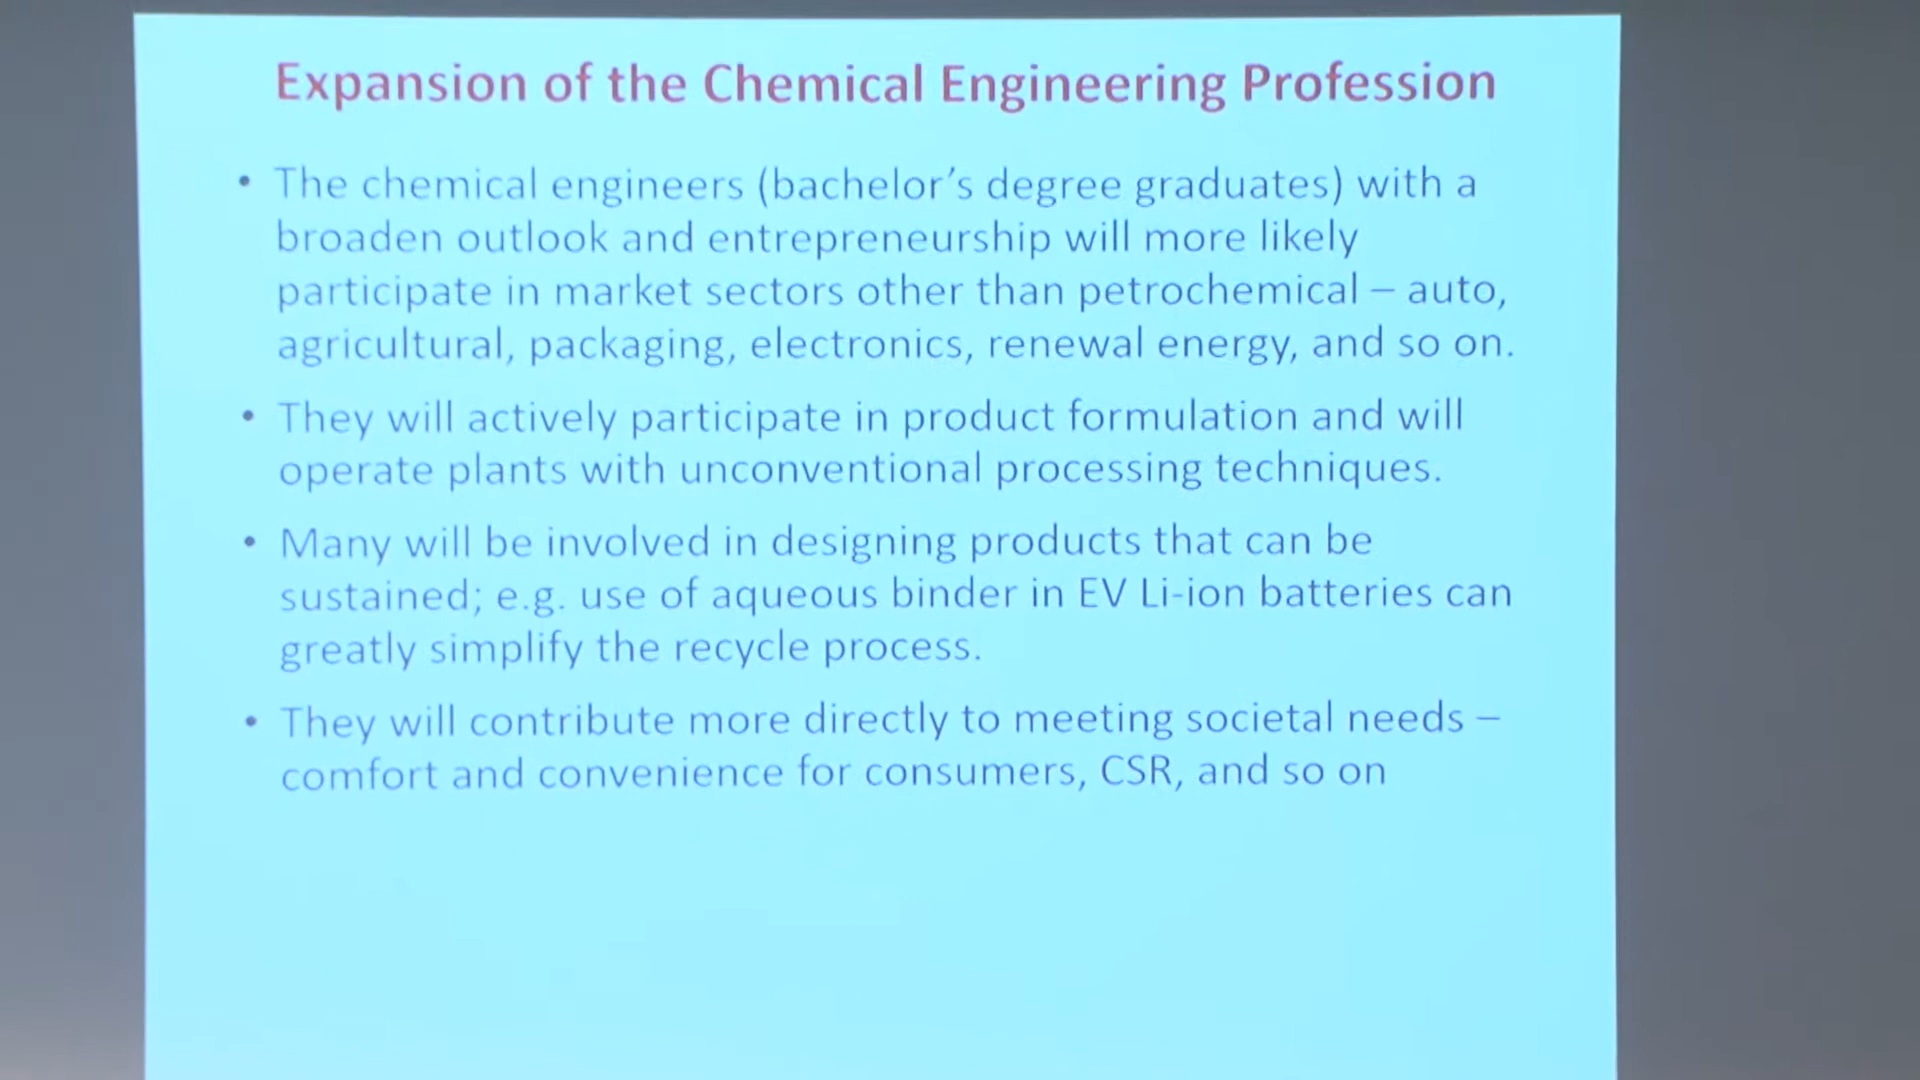 Expansion of the Chemical Engineering Profession
• The chemical engineers (bachelor's degree graduates) with a
broaden outlook and entrepreneurship will more likely
participate in market sectors other than petrochemical – auto,
agricultural, packaging, electronics, renewal energy, and so on.
• They will actively participate in product formulation and will
operate plants with unconventional processing techniques.
• Many will be involved in designing products that can be
sustained; e.g. use of aqueous binder in EV Li-ion batteries can
greatly simplify the recycle process.
• They will contribute more directly to meeting societal needs –
comfort and convenience for consumers, CSR, and so on